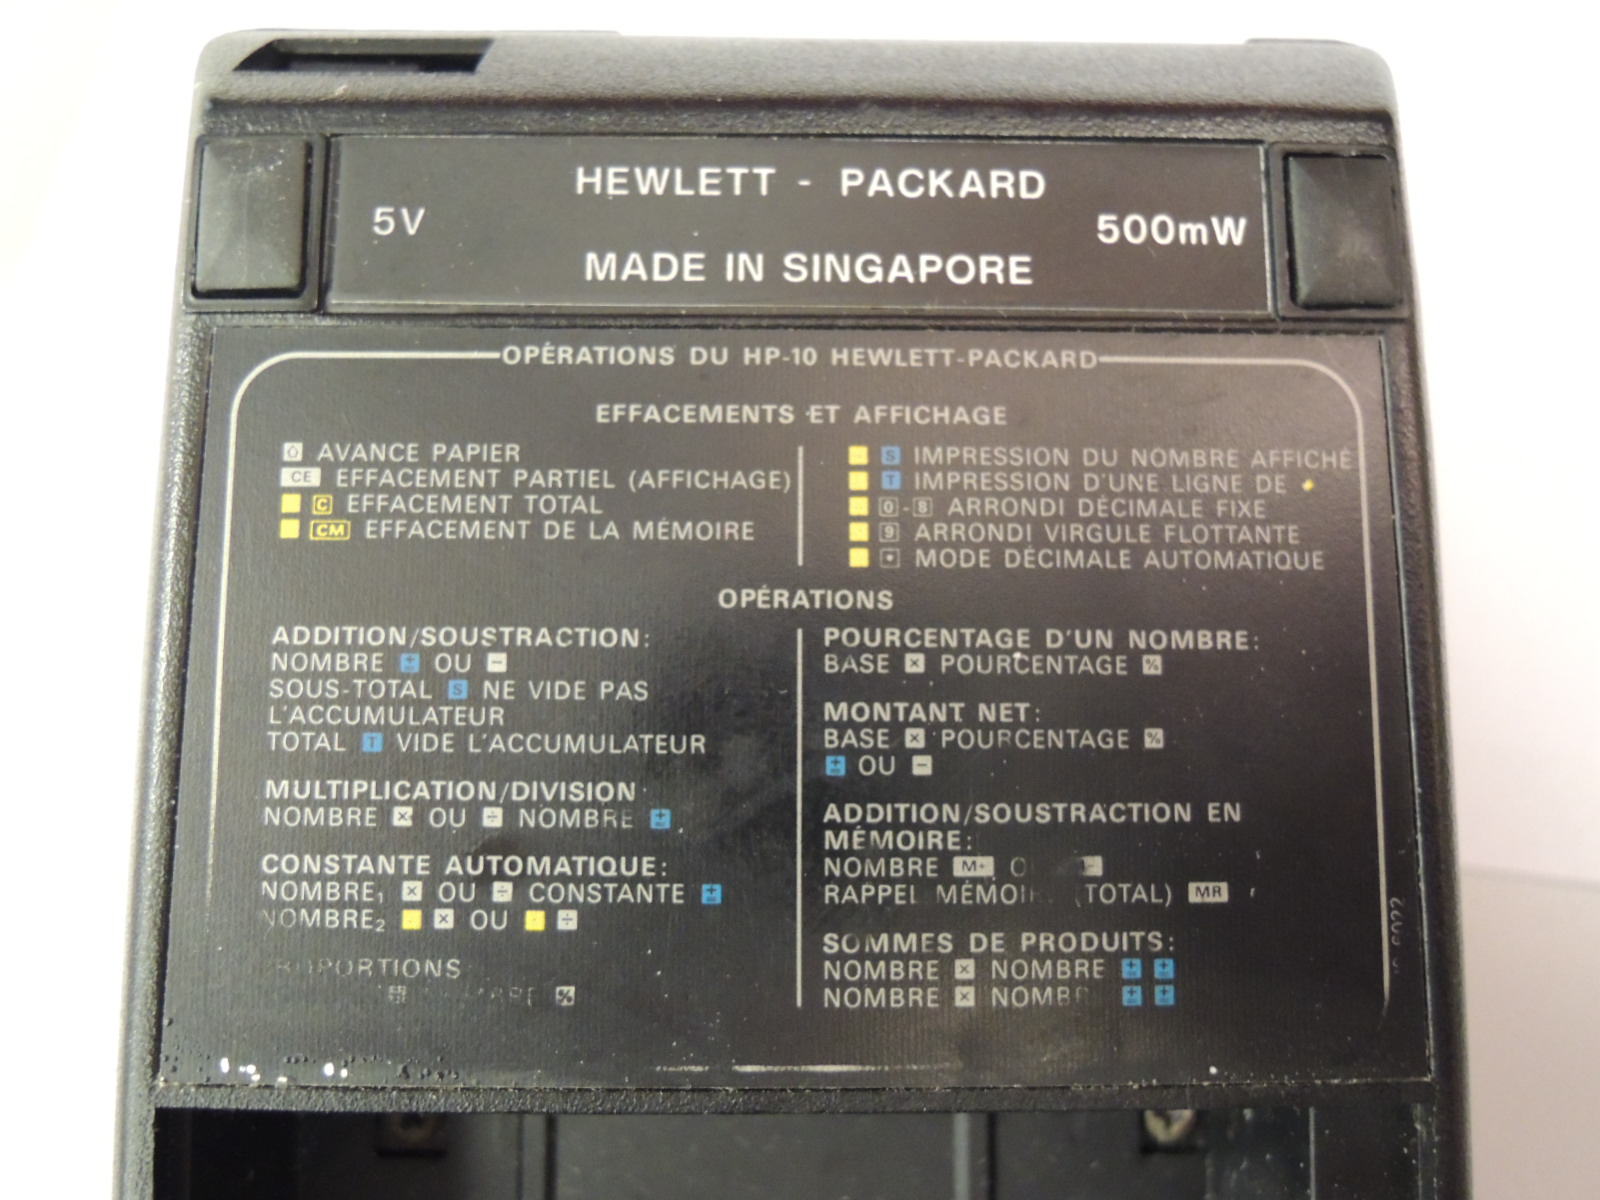 HEWLETT - PACKARD
5V
500mW
MADE IN SINGAPORE
OPÉRATIONS DU HP-10 HEWLETT-PACKARD
EFFACEMENTS ET AFFICHAGE
AVANCE PAPIER
CE EFFACEMENT PARTIEL (AFFICHAGE)
C EFFACEMENT TOTAL
CM EFFACEMENT DE LA MÉMOIRE
S IMPRESSION DU NOMBRE AFFICHÉ
T IMPRESSION D'UNE LIGNE DE
0 - 8 ARRONDI DÉCIMALE FIXE
9 ARRONDI VIRGULE FLOTTANTE
• MODE DÉCIMALE AUTOMATIQUE
OPÉRATIONS
ADDITION/SOUSTRACTION:
NOMBRE ± OU −
SOUS-TOTAL S NE VIDE PAS
L'ACCUMULATEUR
TOTAL T VIDE L'ACCUMULATEUR
MULTIPLICATION/DIVISION
NOMBRE × OU ÷ NOMBRE ±
CONSTANTE AUTOMATIQUE:
NOMBRE₁ × OU ÷ CONSTANTE ±
NOMBRE₂ × OU ÷
PROPORTIONS
%
POURCENTAGE D'UN NOMBRE:
BASE × POURCENTAGE %
MONTANT NET:
BASE × POURCENTAGE %
± OU −
ADDITION/SOUSTRACTION EN
MÉMOIRE:
NOMBRE M+
RAPPEL MÉMOIRE (TOTAL) MR
SOMMES DE PRODUITS:
NOMBRE × NOMBRE ± ±
NOMBRE × NOMBRE ± ±